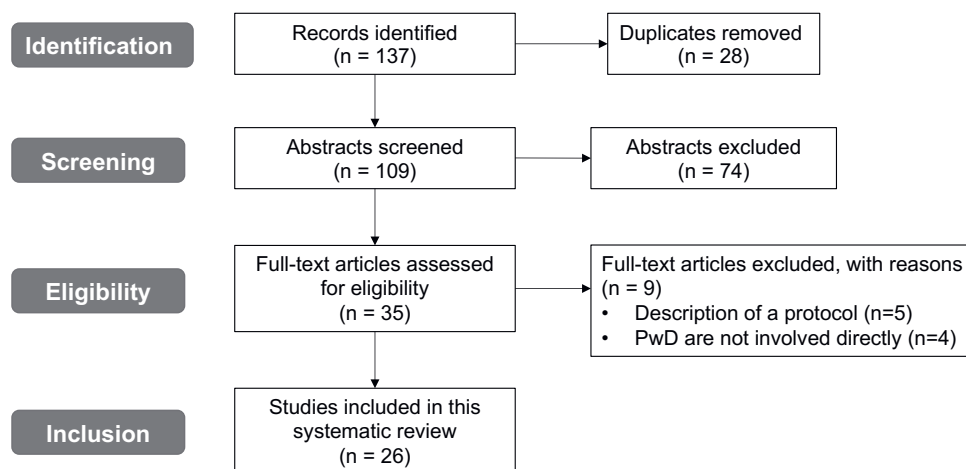 Identification
Records identified
(n = 137)
Duplicates removed
(n = 28)
Screening
Abstracts screened
(n = 109)
Abstracts excluded
(n = 74)
Eligibility
Full-text articles assessed
for eligibility
(n = 35)
Full-text articles excluded, with reasons
(n = 9)
• Description of a protocol (n=5)
• PwD are not involved directly (n=4)
Inclusion
Studies included in this
systematic review
(n = 26)